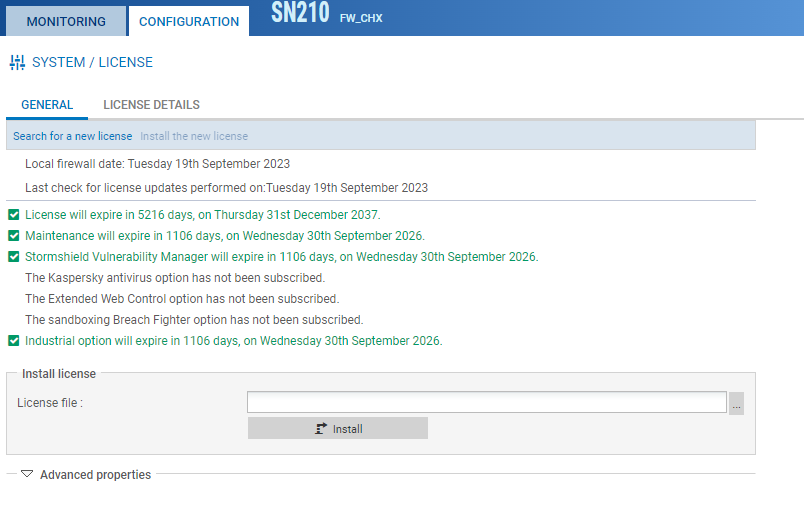 MONITORING CONFIGURATION SN210 FW_CHX
SYSTEM / LICENSE
GENERAL LICENSE DETAILS
Search for a new license Install the new license
Local firewall date: Tuesday 19th September 2023
Last check for license updates performed on:Tuesday 19th September 2023
License will expire in 5216 days, on Thursday 31st December 2037.
Maintenance will expire in 1106 days, on Wednesday 30th September 2026.
Stormshield Vulnerability Manager will expire in 1106 days, on Wednesday 30th September 2026.
The Kaspersky antivirus option has not been subscribed.
The Extended Web Control option has not been subscribed.
The sandboxing Breach Fighter option has not been subscribed.
Industrial option will expire in 1106 days, on Wednesday 30th September 2026.
Install license
License file :
...
Install
Advanced properties